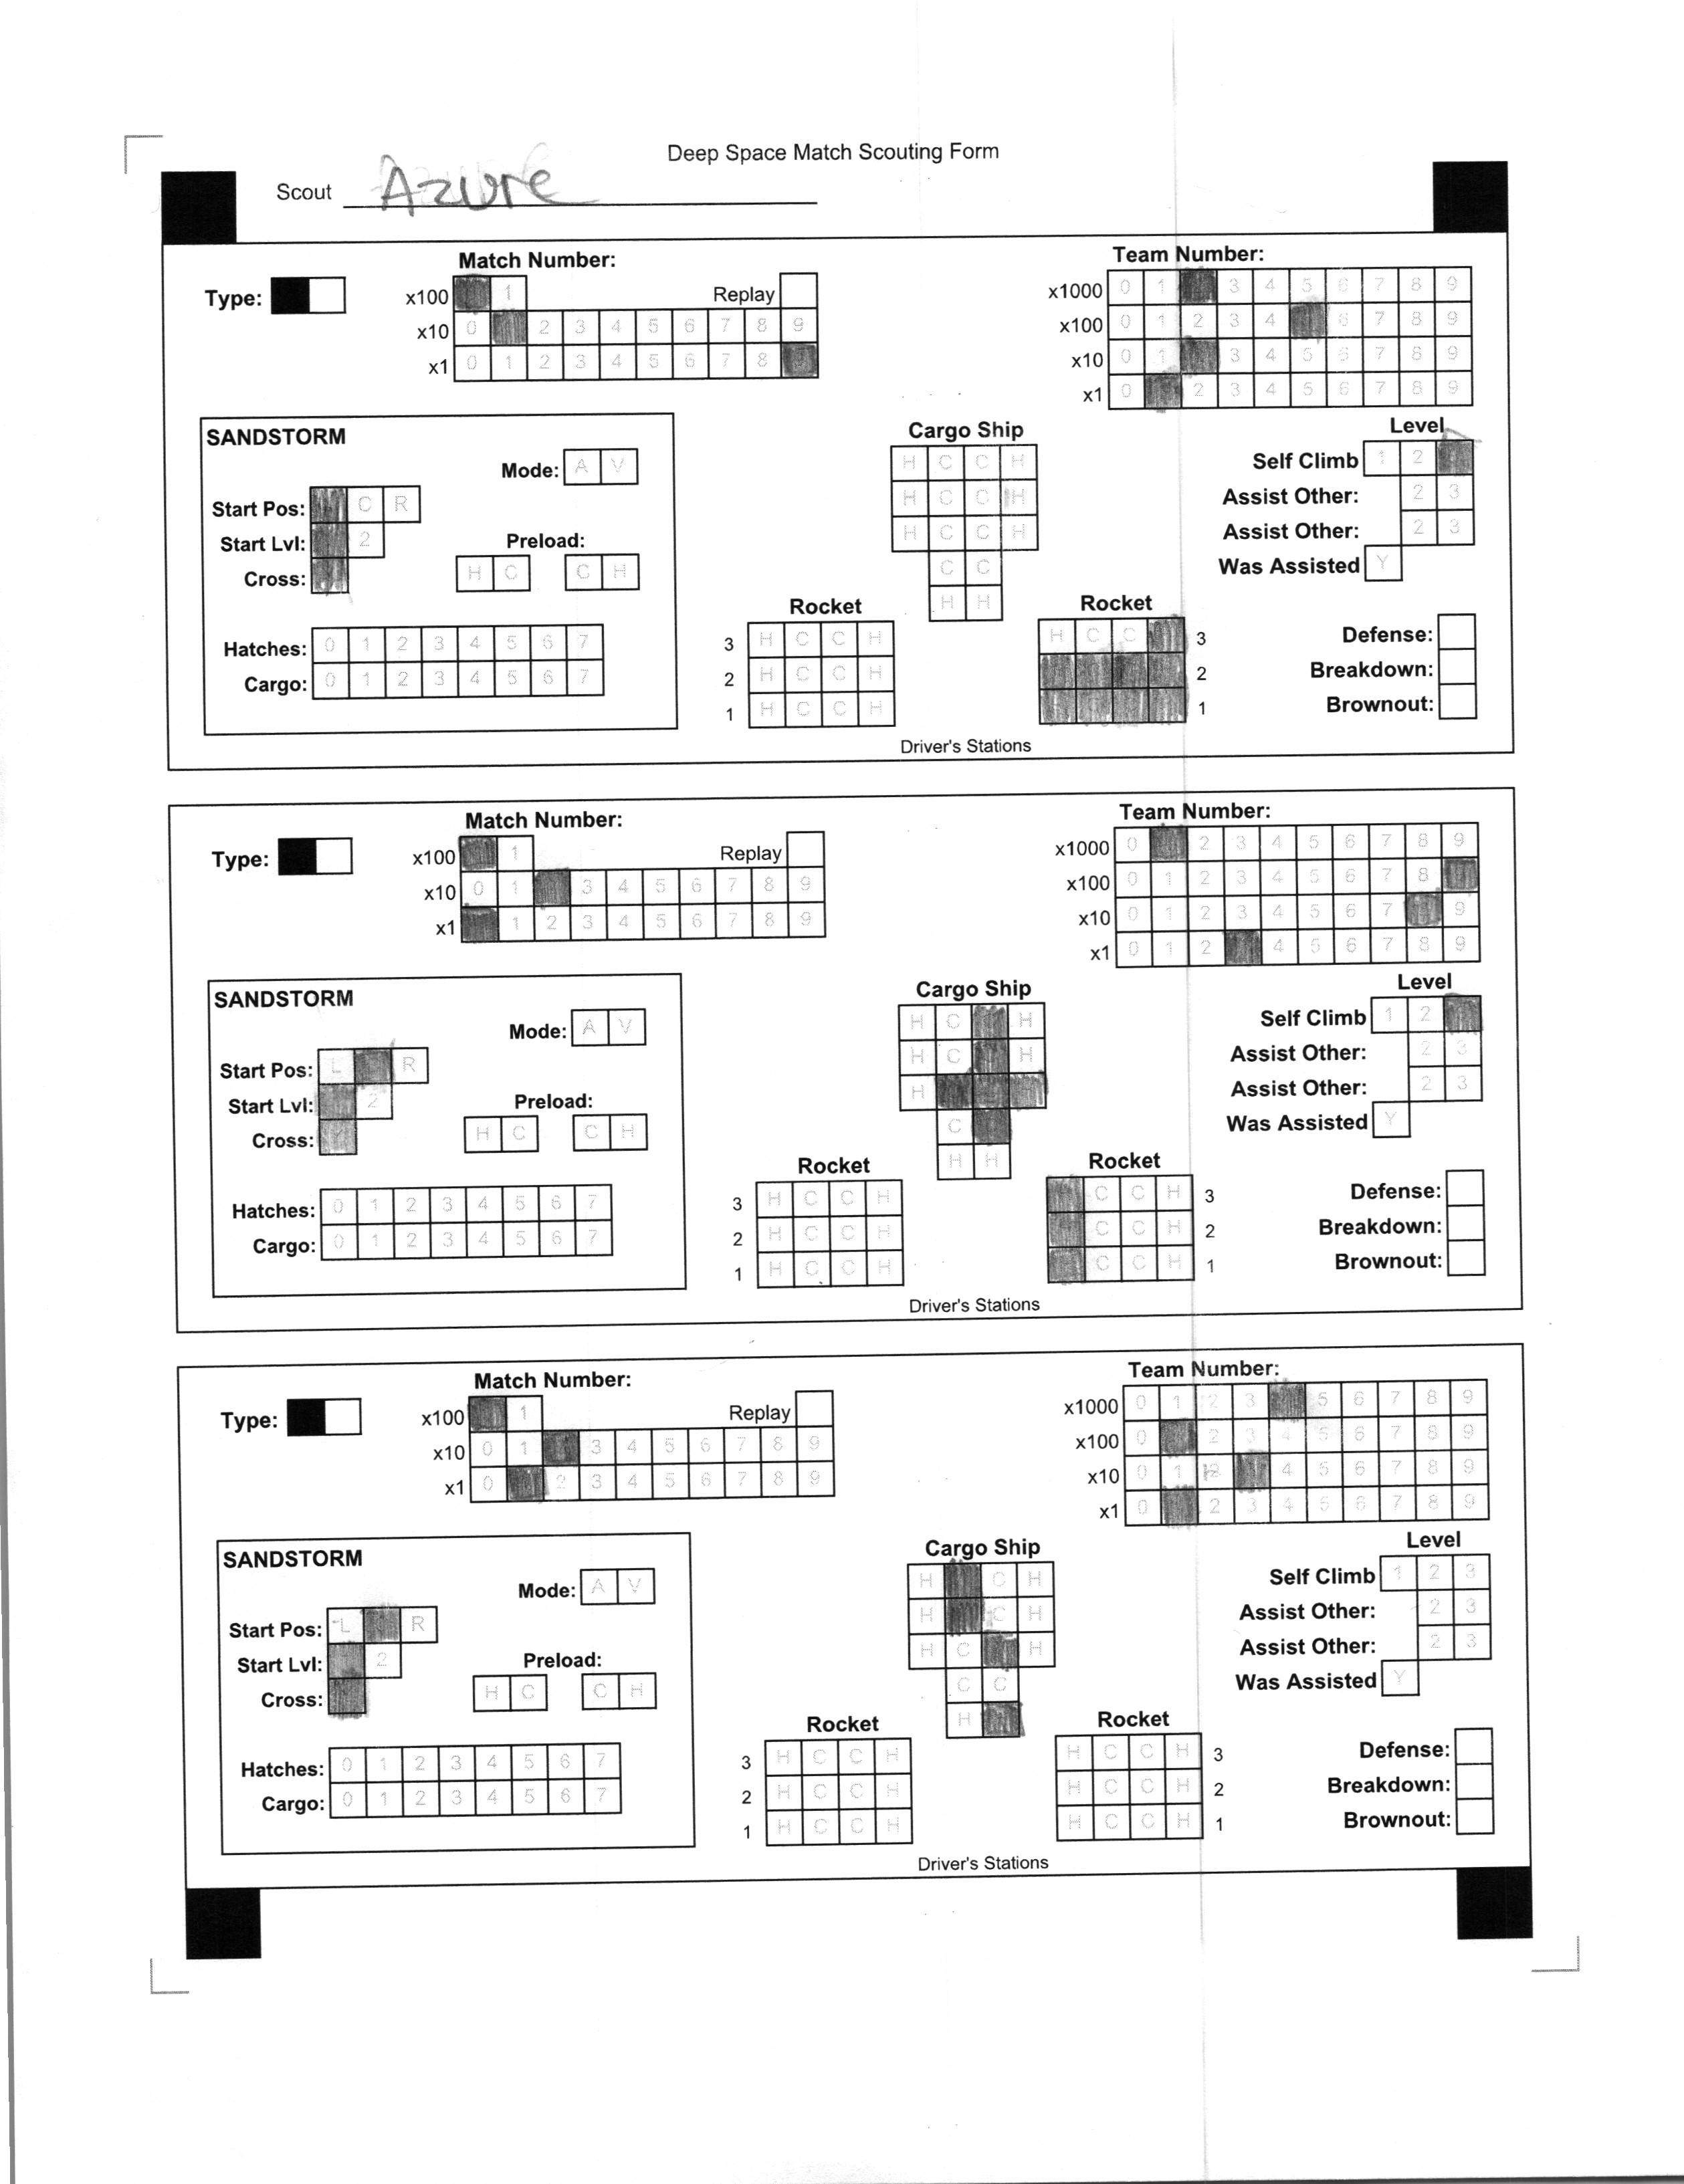 Deep Space Match Scouting Form
Scout Azure
Match Number:
Team Number:
Type:
x100 1 Replay
x10 0 2 3 4 5 6 7 8 9
x1 0 1 2 3 4 5 6 7 8
x1000 0 1 3 4 5 6 7 8 9
x100 0 1 2 3 4 6 7 8 9
x10 0 1 3 4 5 6 7 8 9
x1 0 2 3 4 5 6 7 8 9
SANDSTORM
Mode: A V
Start Pos: C R
Start Lvl: 2
Cross:
Preload:
H C C H
Hatches: 0 1 2 3 4 5 6 7
Cargo: 0 1 2 3 4 5 6 7
Cargo Ship
H C C H
H C C H
H C C H
C C
H H
Rocket
3 H C C H
2 H C C H
1 H C C H
Rocket
H C C 3
2
1
Driver's Stations
Level
Self Climb 1 2
Assist Other: 2 3
Assist Other: 2 3
Was Assisted Y
Defense:
Breakdown:
Brownout:
Match Number:
Team Number:
Type:
x100 1 Replay
x10 0 1 3 4 5 6 7 8 9
x1 1 2 3 4 5 6 7 8 9
x1000 0 2 3 4 5 6 7 8 9
x100 0 1 2 3 4 5 6 7 8
x10 0 1 2 3 4 5 6 7 9
x1 0 1 2 4 5 6 7 8 9
SANDSTORM
Mode: A V
Start Pos: L R
Start Lvl: 2
Cross: Y
Preload:
H C C H
Hatches: 0 1 2 3 4 5 6 7
Cargo: 0 1 2 3 4 5 6 7
Cargo Ship
H C H
H C H
H
C
H H
Rocket
3 H C C H
2 H C C H
1 H C C H
Rocket
C C H 3
C C H 2
C C H 1
Driver's Stations
Level
Self Climb 1 2
Assist Other: 2 3
Assist Other: 2 3
Was Assisted Y
Defense:
Breakdown:
Brownout:
Match Number:
Team Number:
Type:
x100 1 Replay
x10 0 1 3 4 5 6 7 8 9
x1 0 2 3 4 5 6 7 8 9
x1000 0 1 2 3 5 6 7 8 9
x100 0 2 3 4 5 6 7 8 9
x10 0 1 2 4 5 6 7 8 9
x1 0 2 3 4 5 6 7 8 9
SANDSTORM
Mode: A V
Start Pos: L R
Start Lvl: 2
Cross:
Preload:
H C C H
Hatches: 0 1 2 3 4 5 6 7
Cargo: 0 1 2 3 4 5 6 7
Cargo Ship
H C H
H C H
H C H
C C
H
Rocket
3 H C C H
2 H C C H
1 H C C H
Rocket
H C C H 3
H C C H 2
H C C H 1
Driver's Stations
Level
Self Climb 1 2 3
Assist Other: 2 3
Assist Other: 2 3
Was Assisted Y
Defense:
Breakdown:
Brownout: